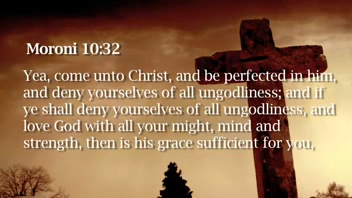 Moroni 10:32
Yea, come unto Christ, and be perfected in him,
and deny yourselves of all ungodliness; and if
ye shall deny yourselves of all ungodliness, and
love God with all your might, mind and
strength, then is his grace sufficient for you,